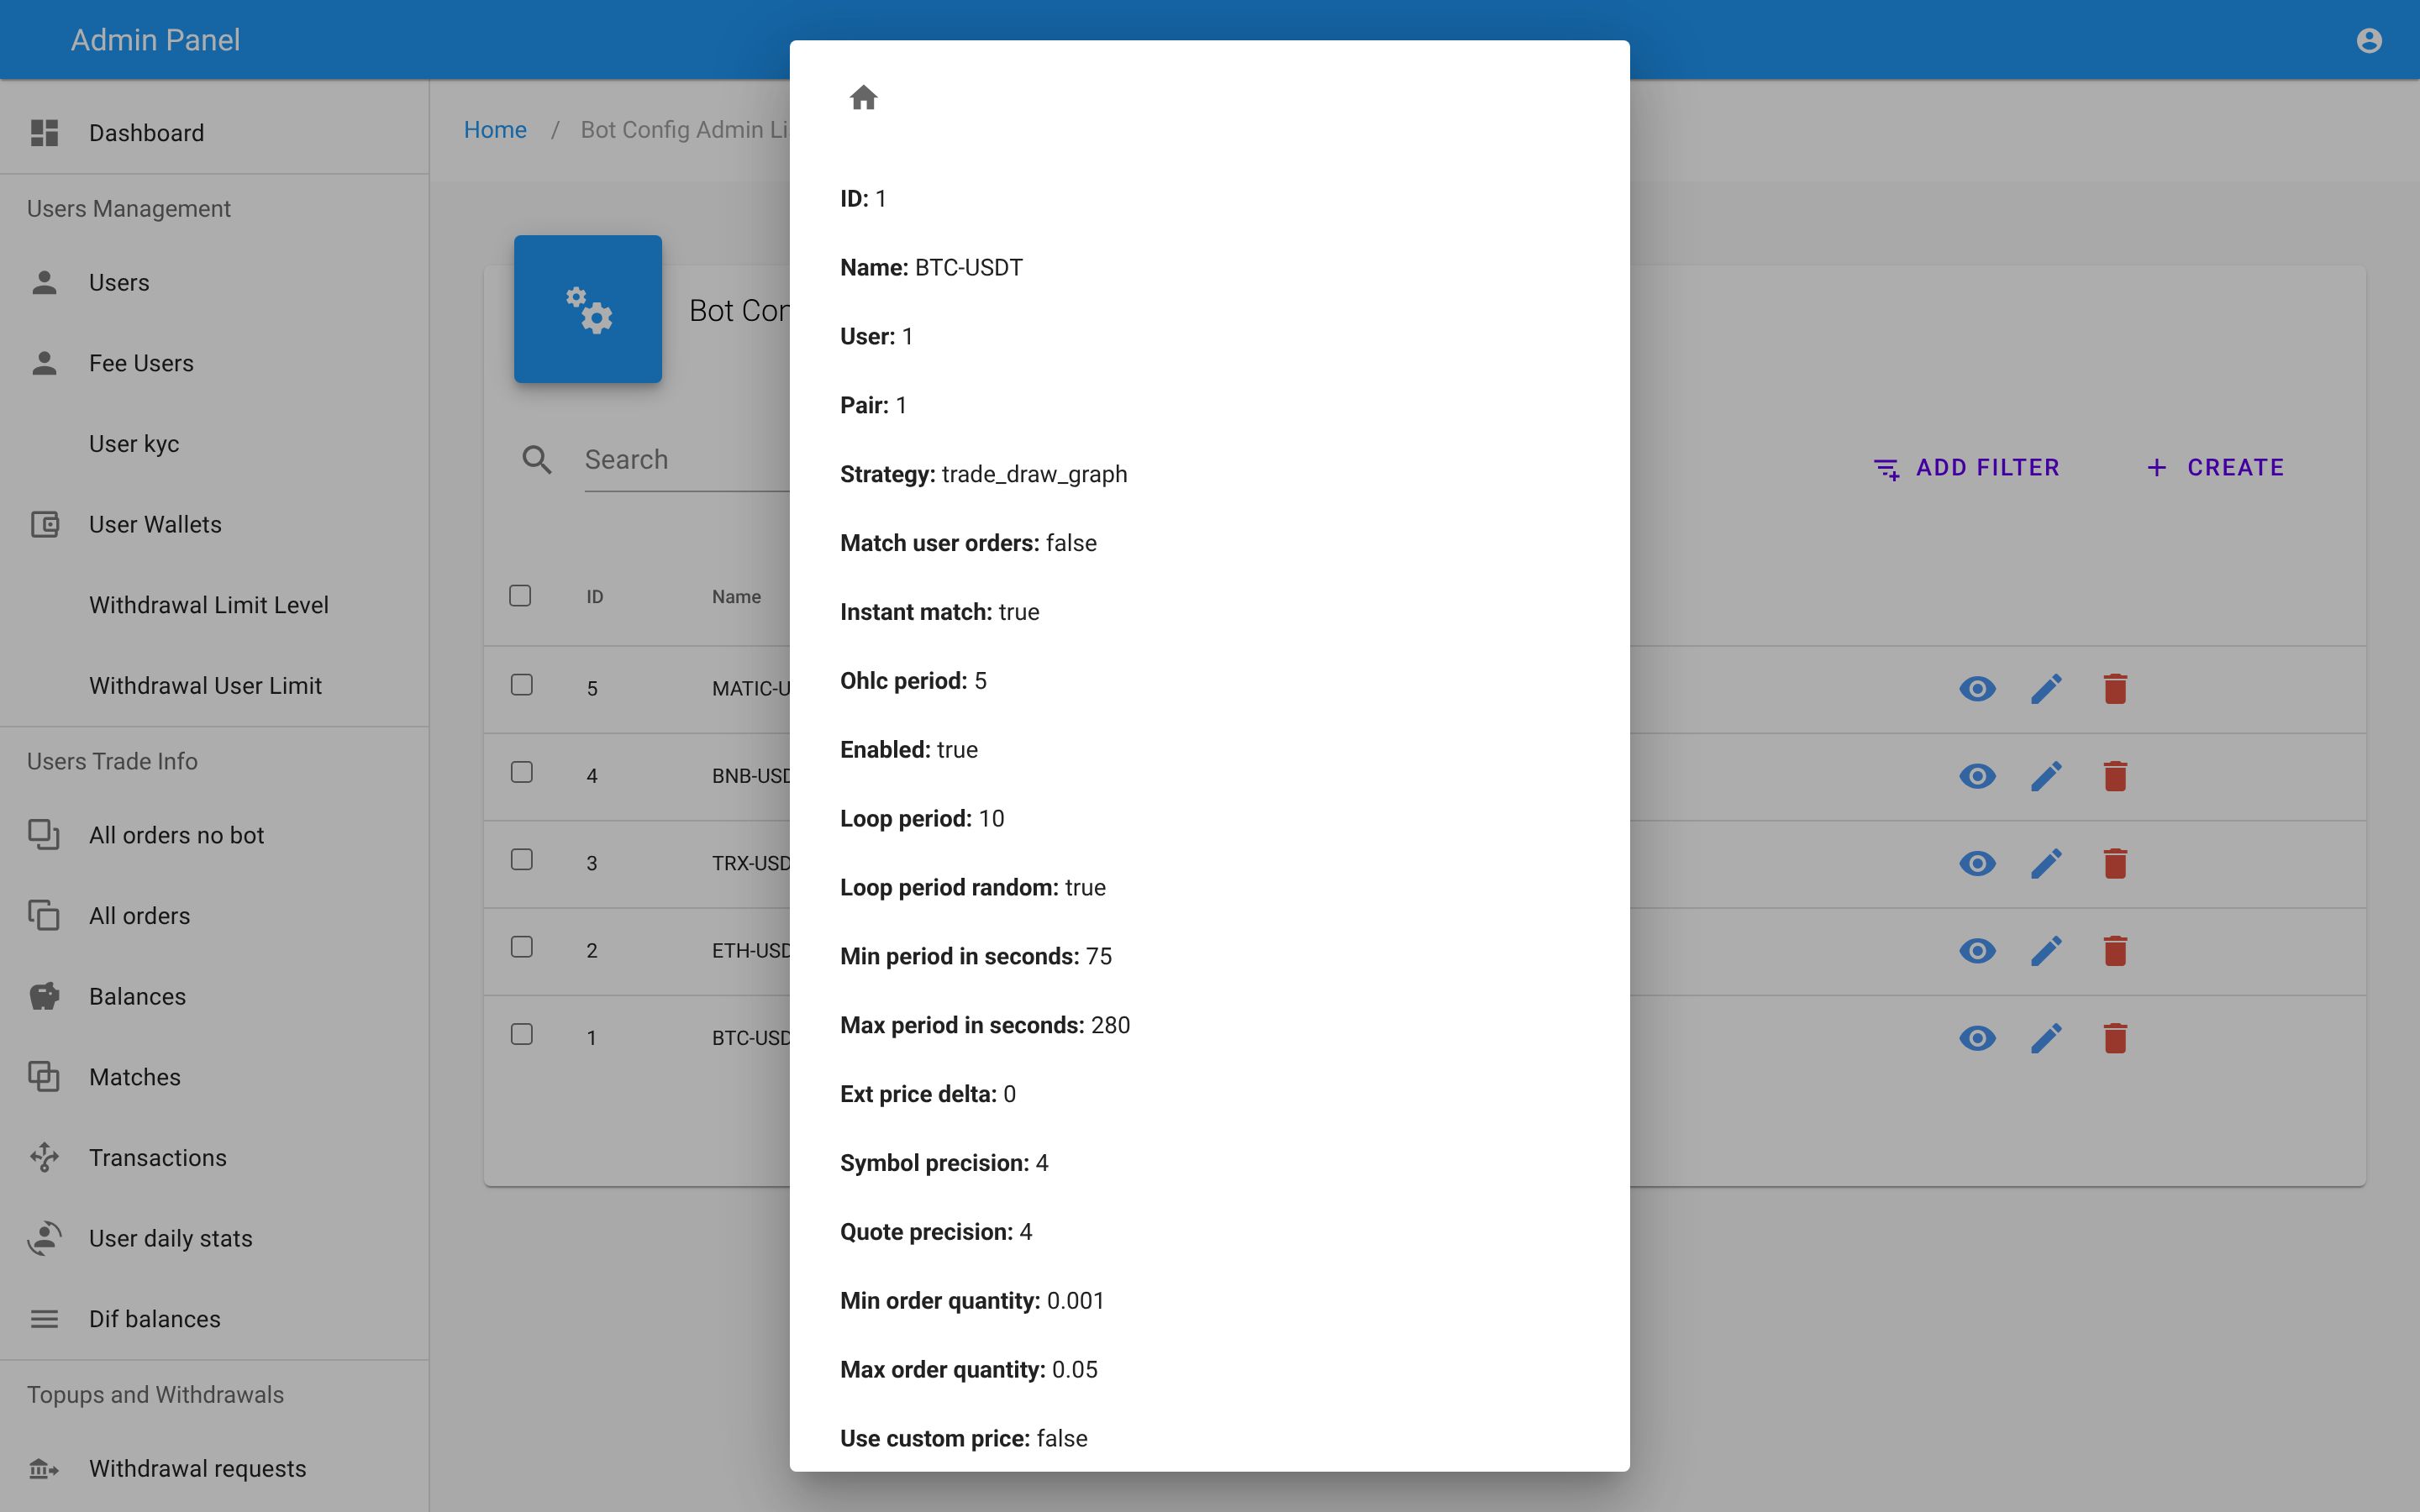 Admin Panel
Dashboard
Users Management
Users
Fee Users
User kyc
User Wallets
Withdrawal Limit Level
Withdrawal User Limit
Users Trade Info
All orders no bot
All orders
Balances
Matches
Transactions
User daily stats
Dif balances
Topups and Withdrawals
Withdrawal requests
Home / Bot Config Admin Li
Bot Con
Search
ADD FILTER
+ CREATE
ID Name
5 MATIC-U
4 BNB-USD
3 TRX-USD
2 ETH-USD
1 BTC-USD
ID: 1
Name: BTC-USDT
User: 1
Pair: 1
Strategy: trade_draw_graph
Match user orders: false
Instant match: true
Ohlc period: 5
Enabled: true
Loop period: 10
Loop period random: true
Min period in seconds: 75
Max period in seconds: 280
Ext price delta: 0
Symbol precision: 4
Quote precision: 4
Min order quantity: 0.001
Max order quantity: 0.05
Use custom price: false